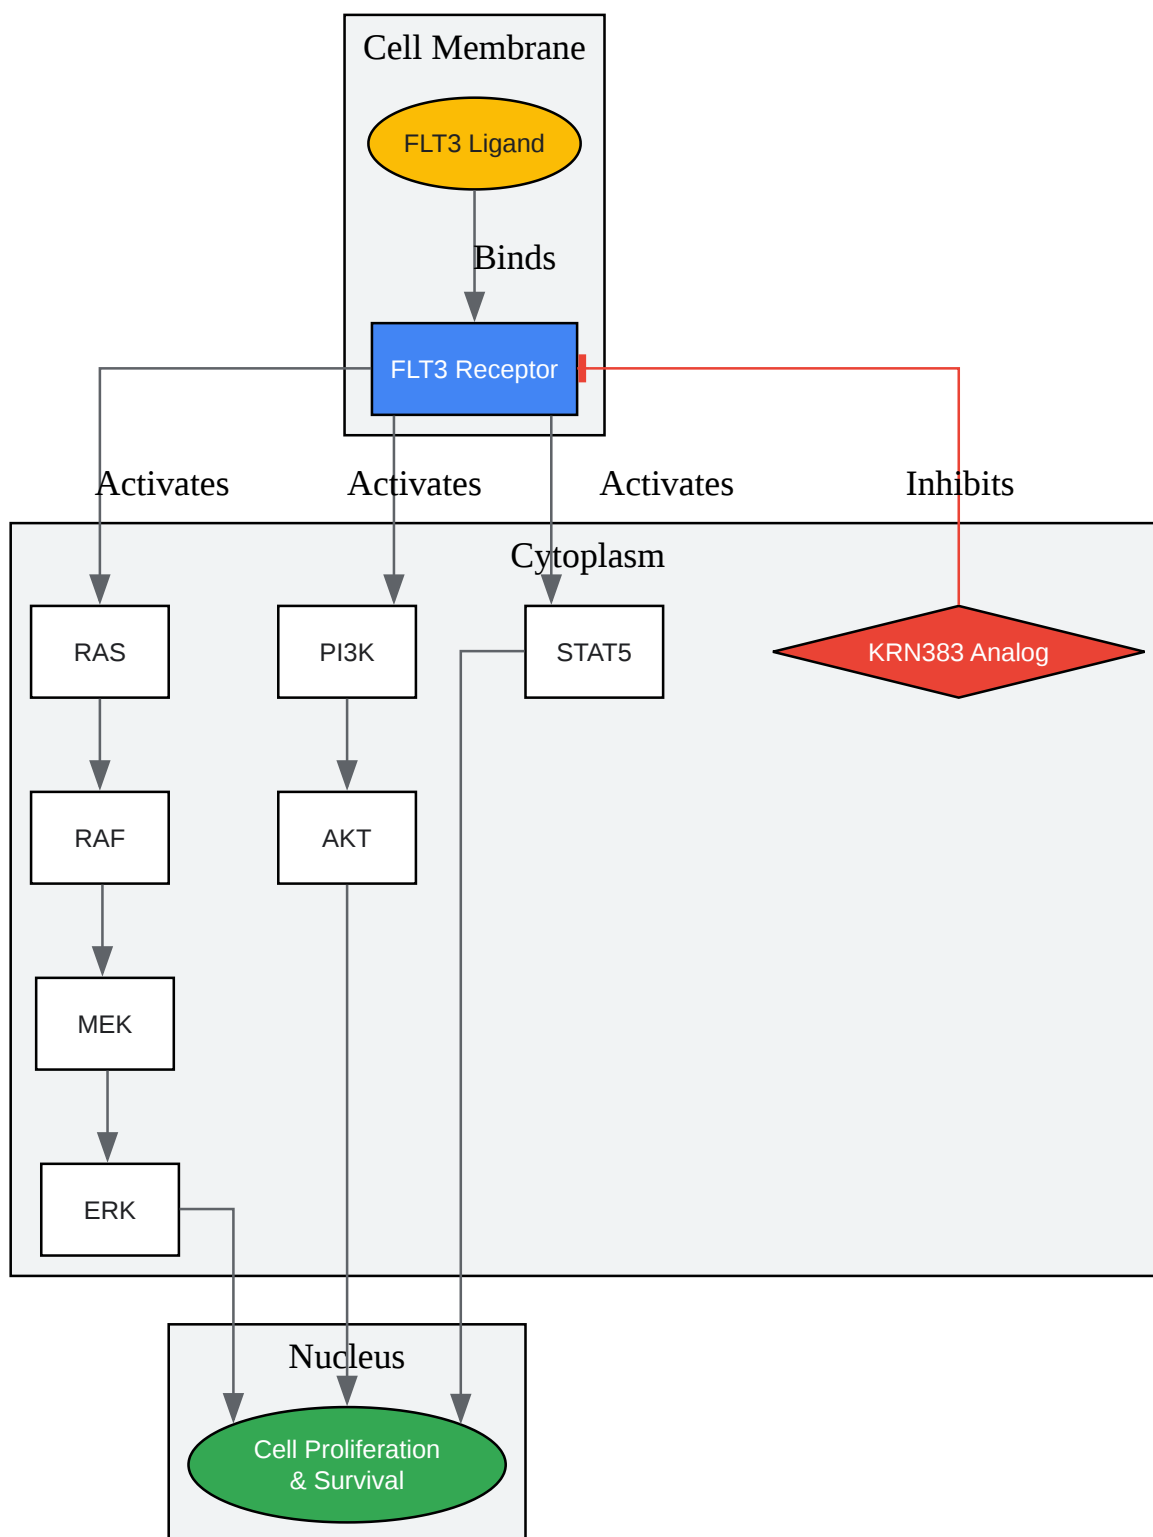 Cell Membrane
FLT3 Ligand
Binds
FLT3 Receptor
Activates
Activates
Activates
Inhibits
Cytoplasm
RAS
PI3K
STAT5
KRN383 Analog
RAF
AKT
MEK
ERK
Nucleus
Cell Proliferation
& Survival